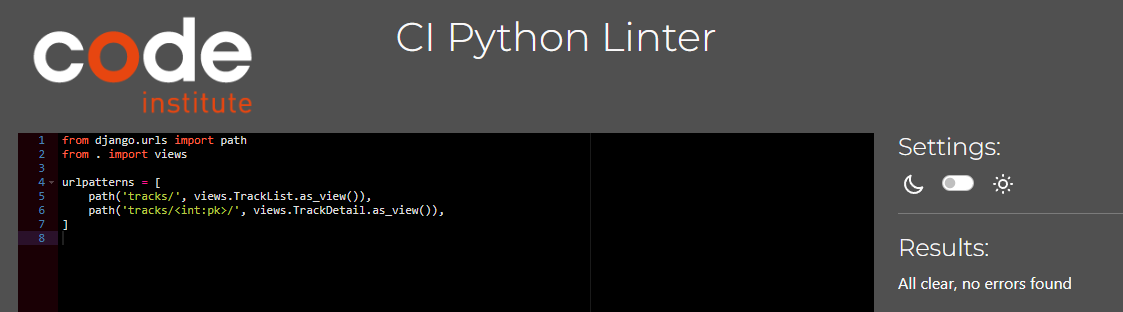 code
institute
CI Python Linter
1 from django.urls import path
2 from . import views
3
4 urlpatterns = [
5     path('tracks/', views.TrackList.as_view()),
6     path('tracks/<int:pk>/', views.TrackDetail.as_view()),
7 ]
8
Settings:
Results:
All clear, no errors found